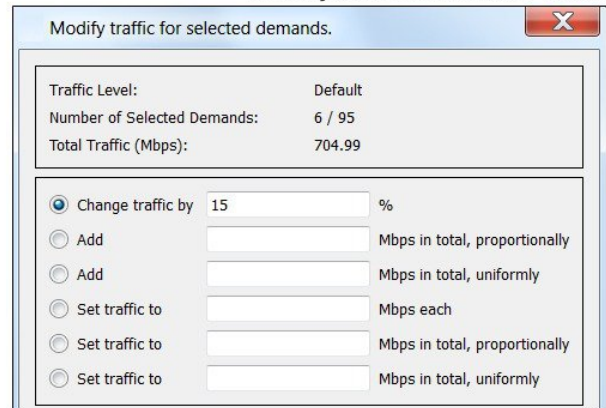 Modify traffic for selected demands.
X
Traffic Level: Default
Number of Selected Demands: 6 / 95
Total Traffic (Mbps): 704.99
Change traffic by 15 %
Add Mbps in total, proportionally
Add Mbps in total, uniformly
Set traffic to Mbps each
Set traffic to Mbps in total, proportionally
Set traffic to Mbps in total, uniformly